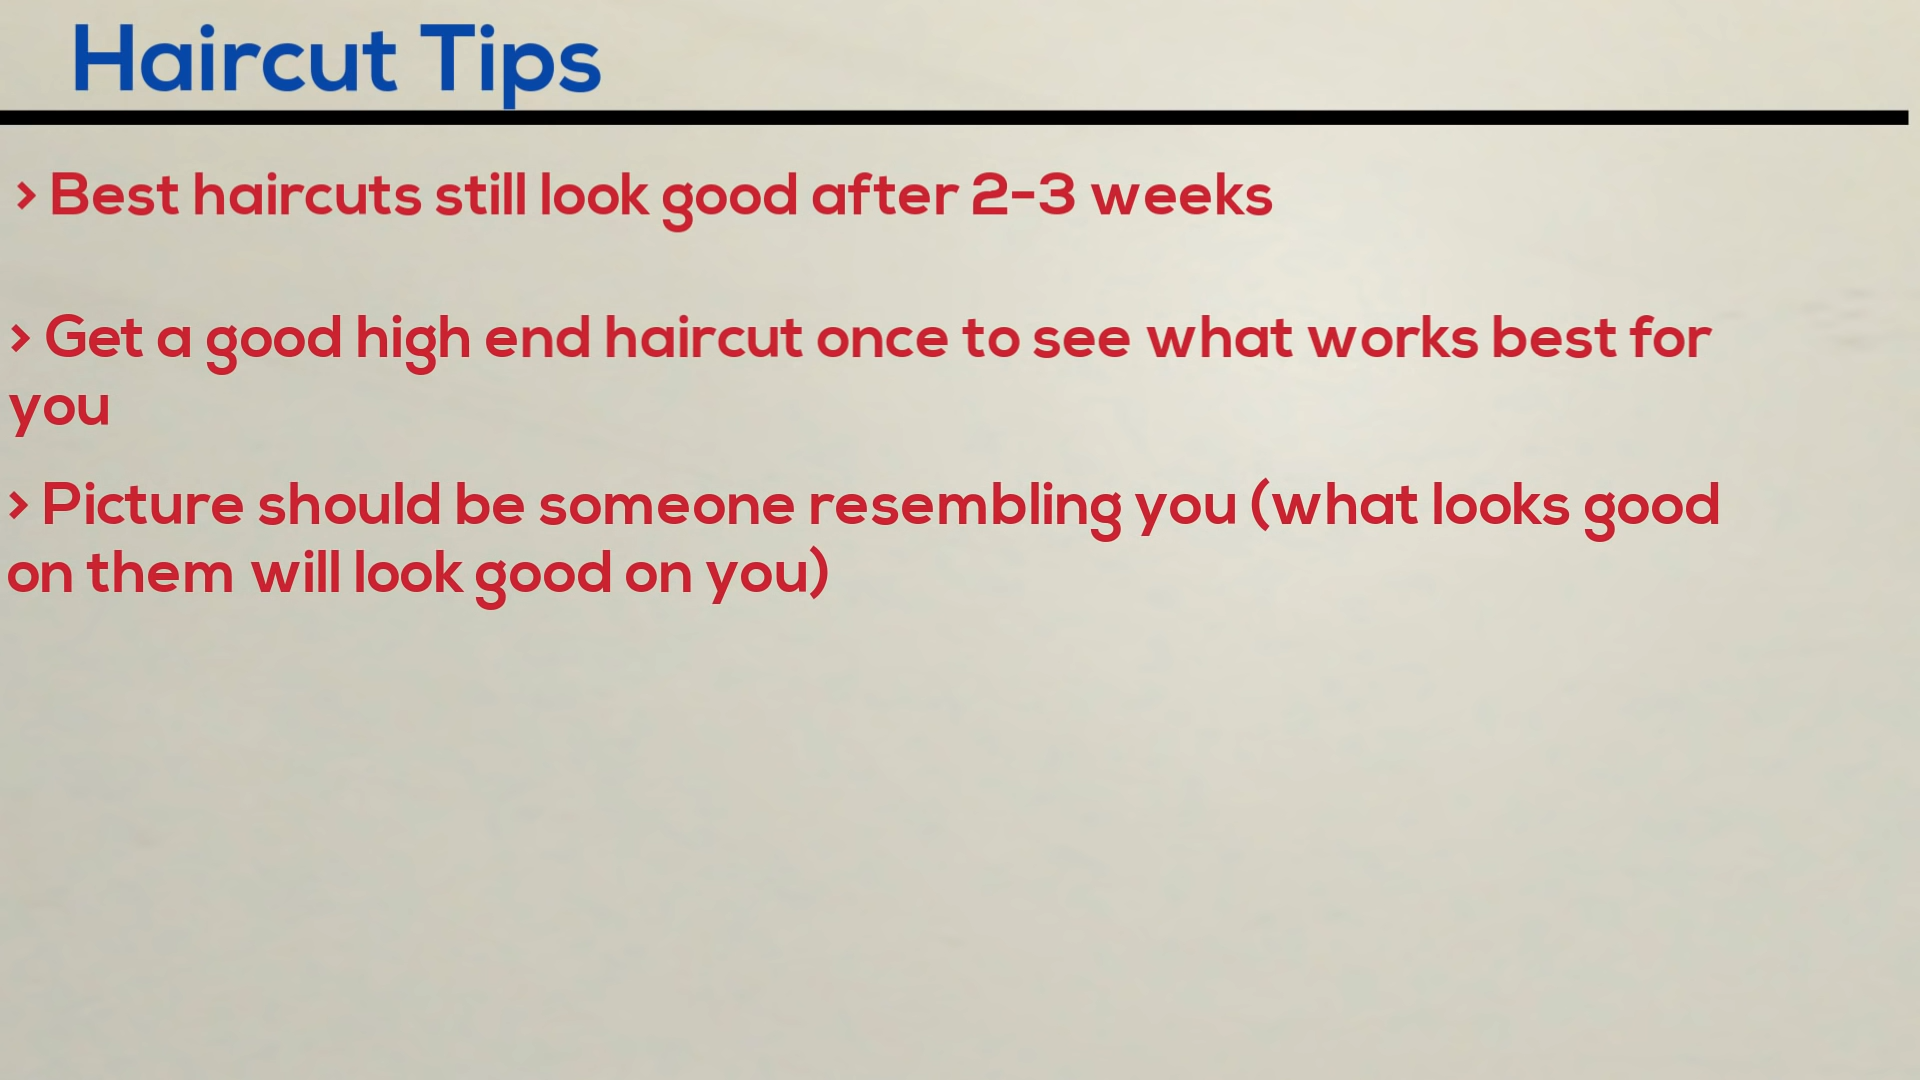 Haircut Tips
> Best haircuts still look good after 2-3 weeks
> Get a good high end haircut once to see what works best for
you
> Picture should be someone resembling you (what looks good
on them will look good on you)